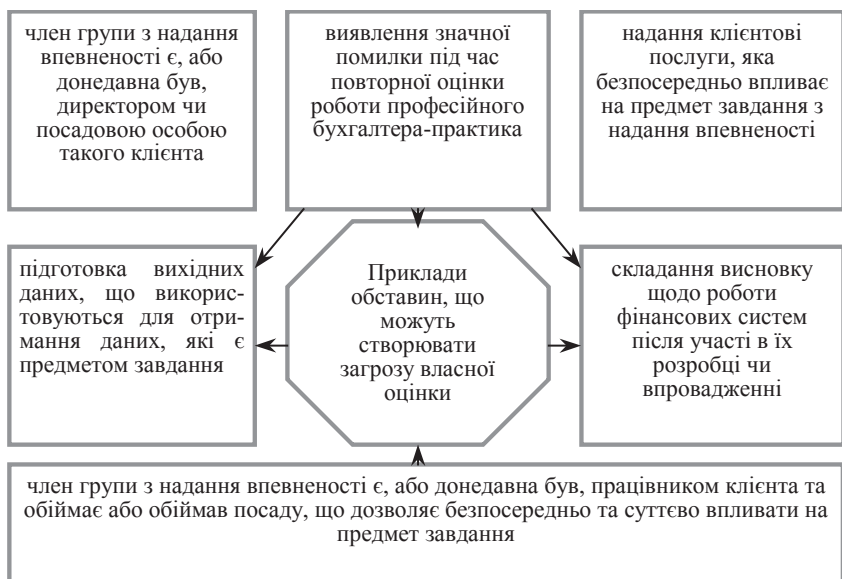 член групи з надання
впевненості є, або
донедавна був,
директором чи
посадовою особою
такого клієнта
виявлення значної
помилки під час
повторної оцінки
роботи професійного
бухгалтера-практика
надання клієнтові
послуги, яка
безпосередньо впливає
на предмет завдання з
надання впевненості
підготовка вихідних
даних, що викорис-
товуються для отри-
мання даних, які є
предметом завдання
Приклади
обставин, що
можуть
створювати
загрозу власної
оцінки
складання висновку
щодо роботи
фінансових систем
після участі в їх
розробці чи
впровадженні
член групи з надання впевненості є, або донедавна був, працівником клієнта та
обіймає або обіймав посаду, що дозволяє безпосередньо та суттєво впливати на
предмет завдання